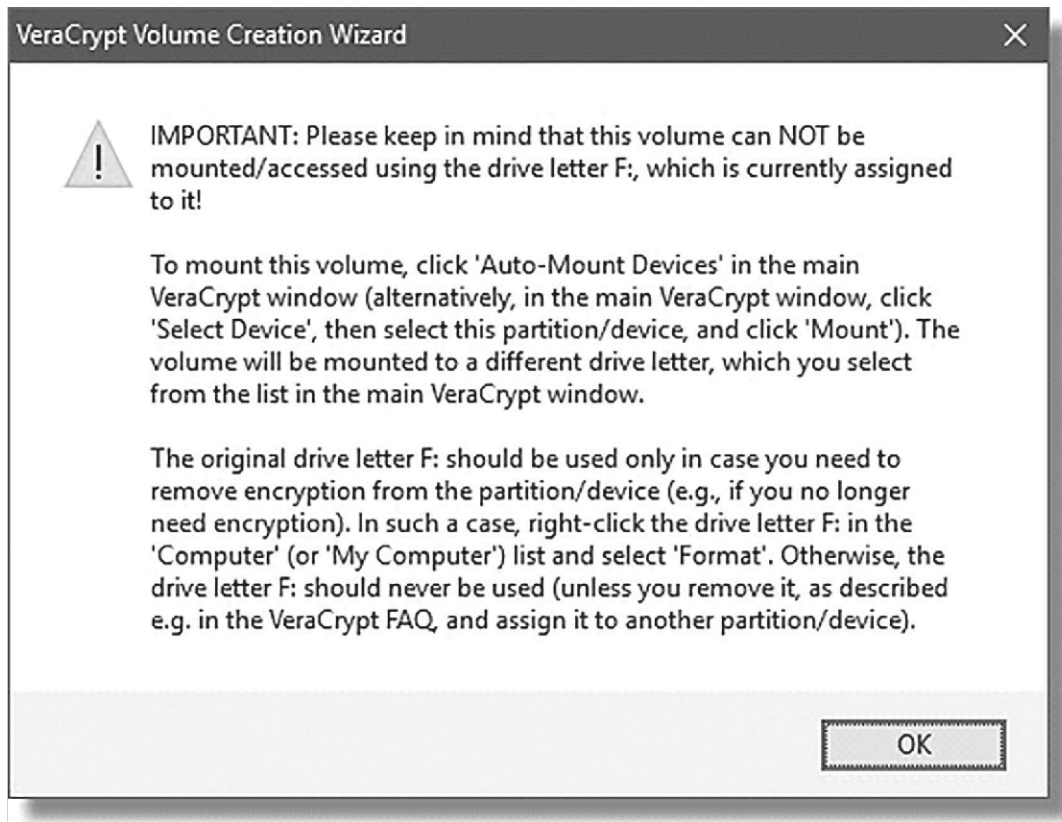 VeraCrypt Volume Creation Wizard
IMPORTANT: Please keep in mind that this volume can NOT be
mounted/accessed using the drive letter F:, which is currently assigned
to it!
To mount this volume, click 'Auto-Mount Devices' in the main
VeraCrypt window (alternatively, in the main VeraCrypt window, click
'Select Device', then select this partition/device, and click 'Mount'). The
volume will be mounted to a different drive letter, which you select
from the list in the main VeraCrypt window.
The original drive letter F: should be used only in case you need to
remove encryption from the partition/device (e.g., if you no longer
need encryption). In such a case, right-click the drive letter F: in the
'Computer' (or 'My Computer') list and select 'Format'. Otherwise, the
drive letter F: should never be used (unless you remove it, as described
e.g. in the VeraCrypt FAQ, and assign it to another partition/device).
OK